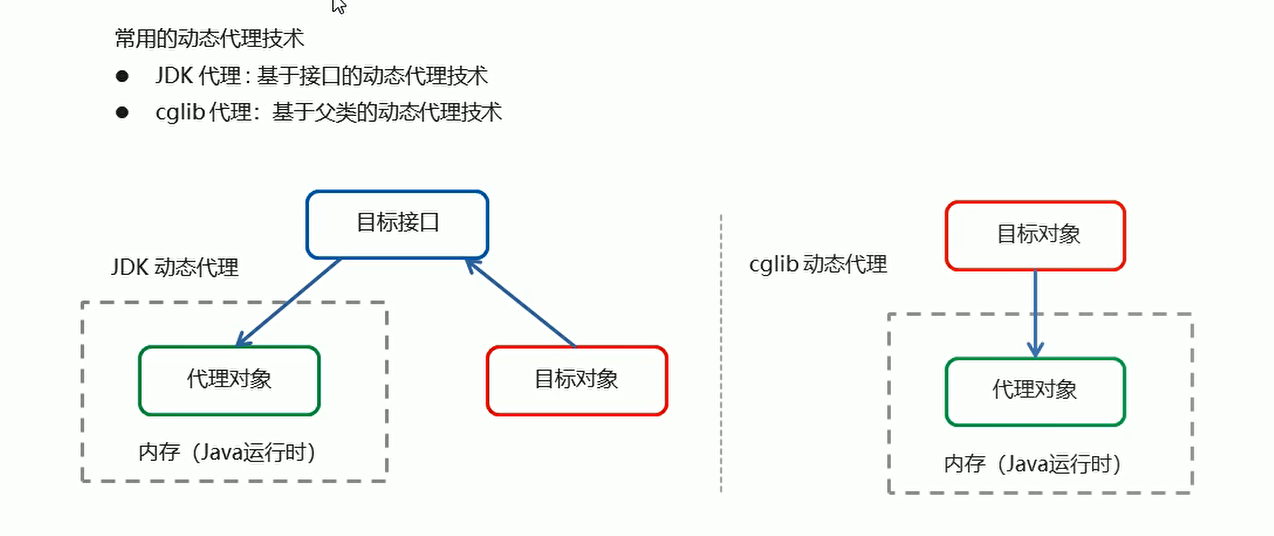 常用的动态代理技术
● JDK 代理 : 基于接口的动态代理技术
● cglib 代理：基于父类的动态代理技术
目标接口
JDK 动态代理
代理对象
目标对象
内存（Java运行时）
cglib 动态代理
目标对象
代理对象
内存（Java运行时）